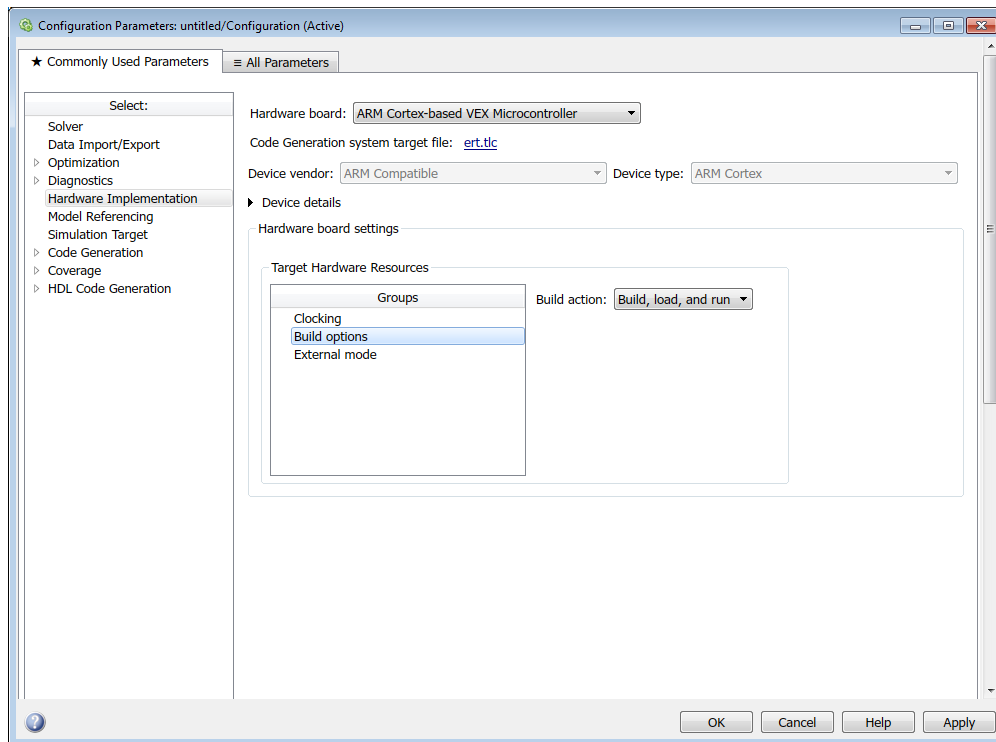 Configuration Parameters: untitled/Configuration (Active)
★ Commonly Used Parameters
≡ All Parameters
Select:
Solver
Data Import/Export
Optimization
Diagnostics
Hardware Implementation
Model Referencing
Simulation Target
Code Generation
Coverage
HDL Code Generation
Hardware board: ARM Cortex-based VEX Microcontroller
Code Generation system target file: ert.tlc
Device vendor: ARM Compatible Device type: ARM Cortex
Device details
Hardware board settings
Target Hardware Resources
Groups
Clocking
Build options
External mode
Build action: Build, load, and run
?
OK Cancel Help Apply